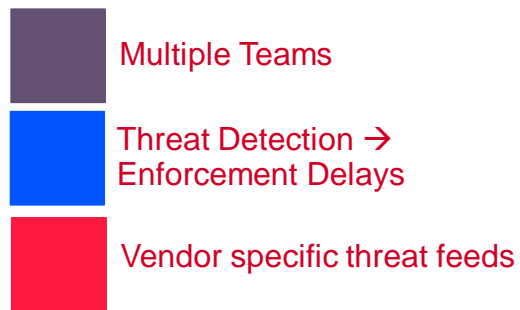 Multiple Teams
Threat Detection →
Enforcement Delays
Vendor specific threat feeds